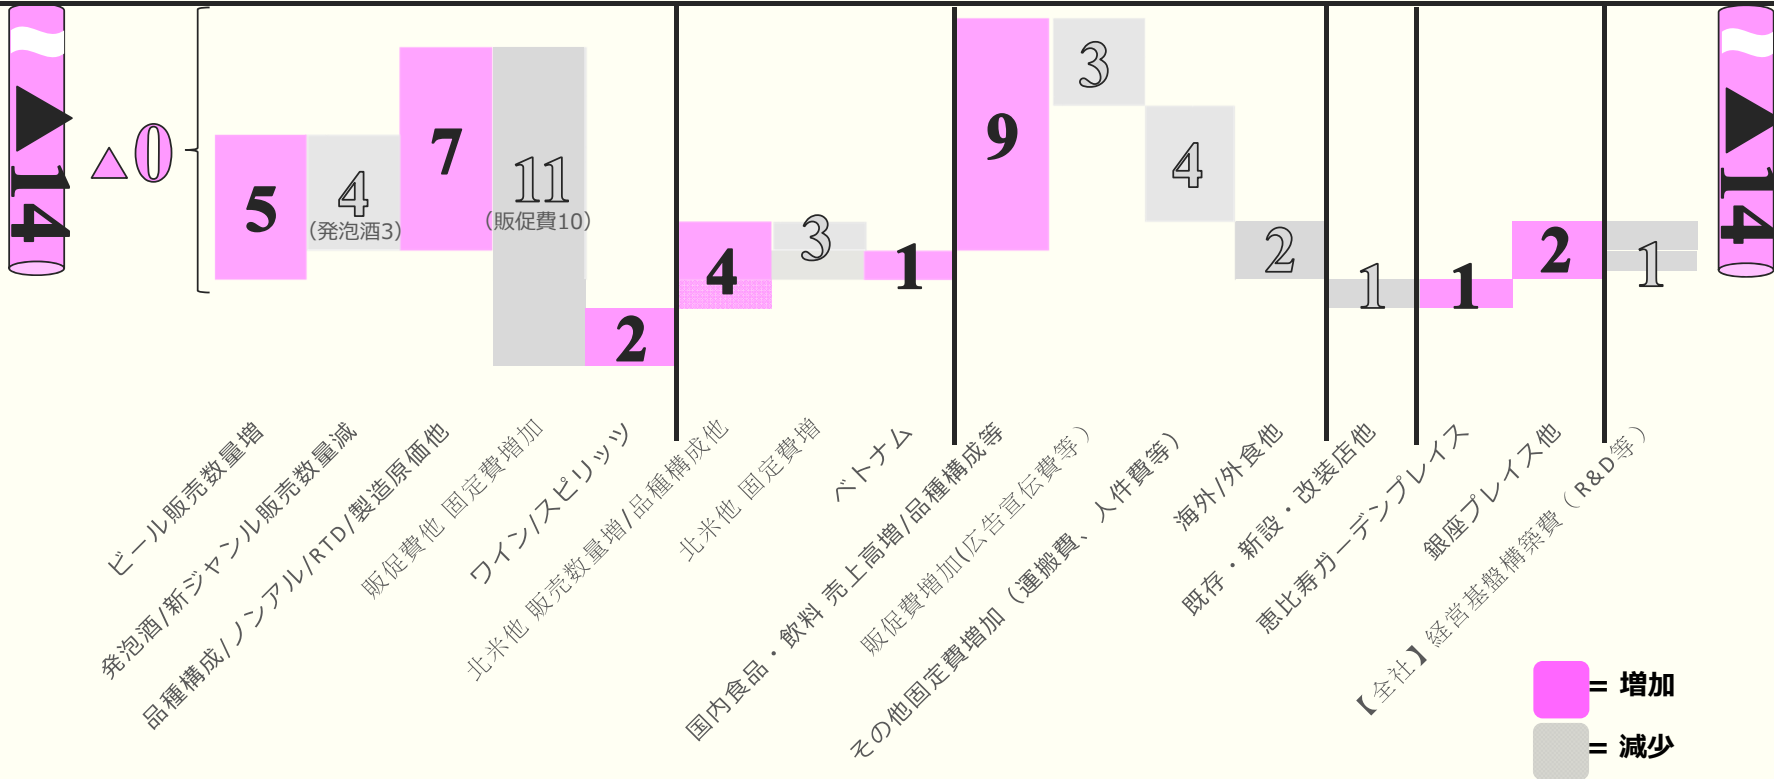 ▲14
△0
5
4
(発泡酒3)
7
11
(販促費10)
2
4
3
1
9
3
4
2
1
1
2
1
▲14
ビール販売数量増
発泡酒/新ジャンル販売数量減
品種構成/ノンアル/RTD/製造原価他
販促費他 固定費増加
ワイン/スピリッツ
北米他 販売数量増/品種構成他
北米他 固定費増
ベトナム
国内食品・飲料 売上高増/品種構成等
販促費増加(広告宣伝費等)
その他固定費増加（運搬費、人件費等）
海外/外食他
既存・新設・改装店他
恵比寿ガーデンプレイス
銀座プレイス他
【全社】経営基盤構築費（R&D等）
= 増加
= 減少